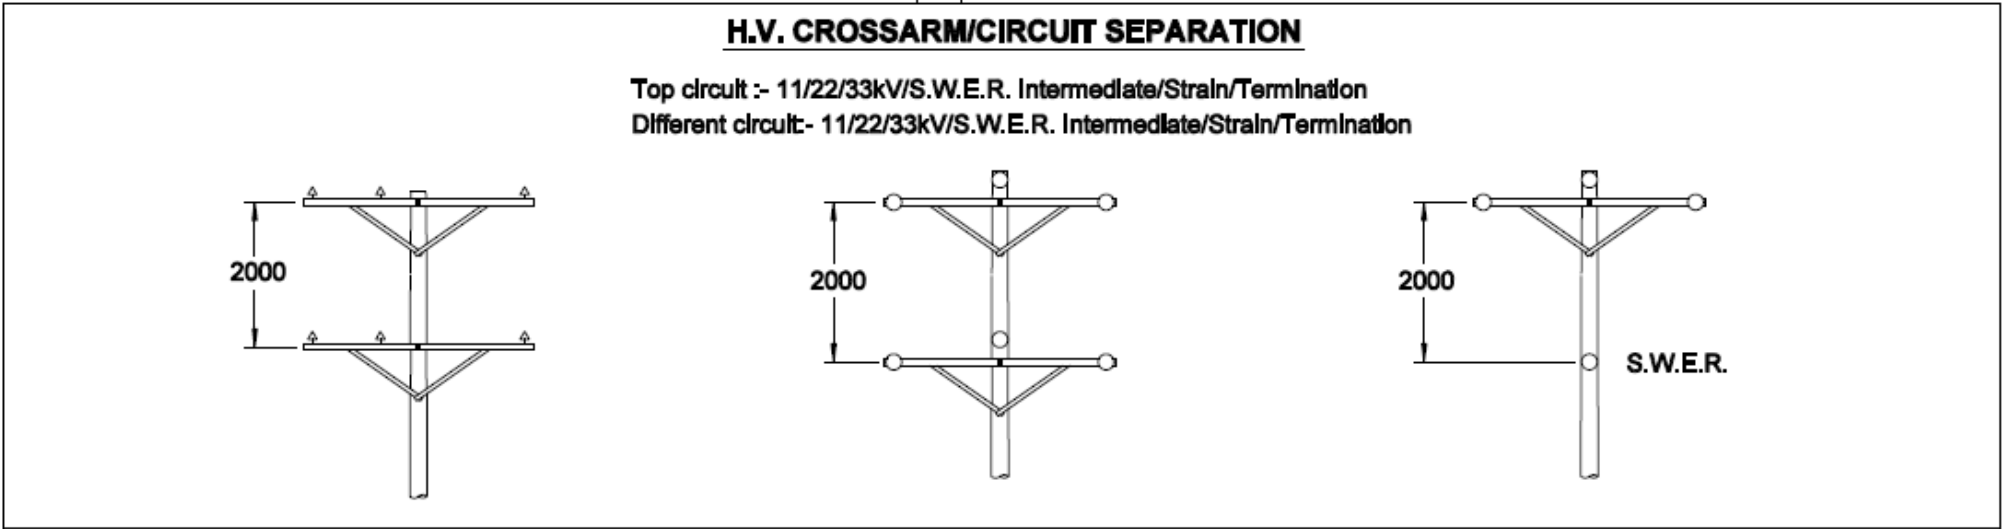 H.V. CROSSARM/CIRCUIT SEPARATION
Top circuit :- 11/22/33kV/S.W.E.R. Intermediate/Strain/Termination
Different circuit:- 11/22/33kV/S.W.E.R. Intermediate/Strain/Termination
2000
2000
2000
S.W.E.R.